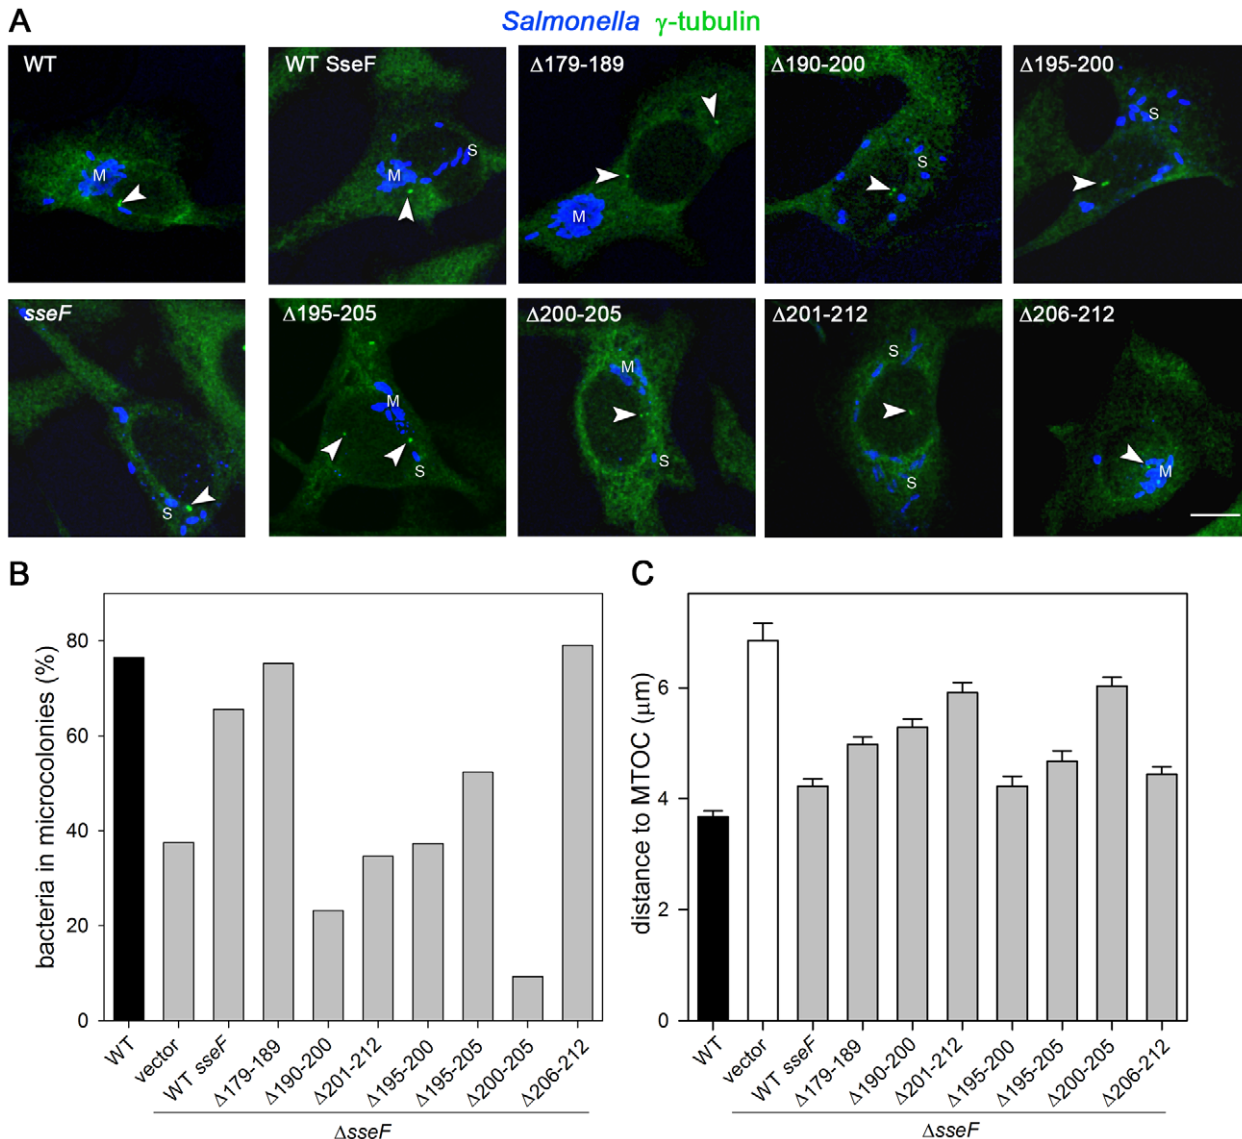 A
Salmonella γ-tubulin
WT
WT SseF
Δ179-189
Δ190-200
Δ195-200
M
M
S
M
S
S
sseF
Δ195-205
Δ200-205
Δ201-212
Δ206-212
S
M
S
M
S
S
S
M
B
bacteria in microcolonies (%)
80
60
40
20
0
WT
vector
WT sseF
Δ179-189
Δ190-200
Δ201-212
Δ195-200
Δ195-205
Δ200-205
Δ206-212
ΔsseF
C
distance to MTOC (μm)
6
4
2
0
WT
vector
WT sseF
Δ179-189
Δ190-200
Δ201-212
Δ195-200
Δ195-205
Δ200-205
Δ206-212
ΔsseF